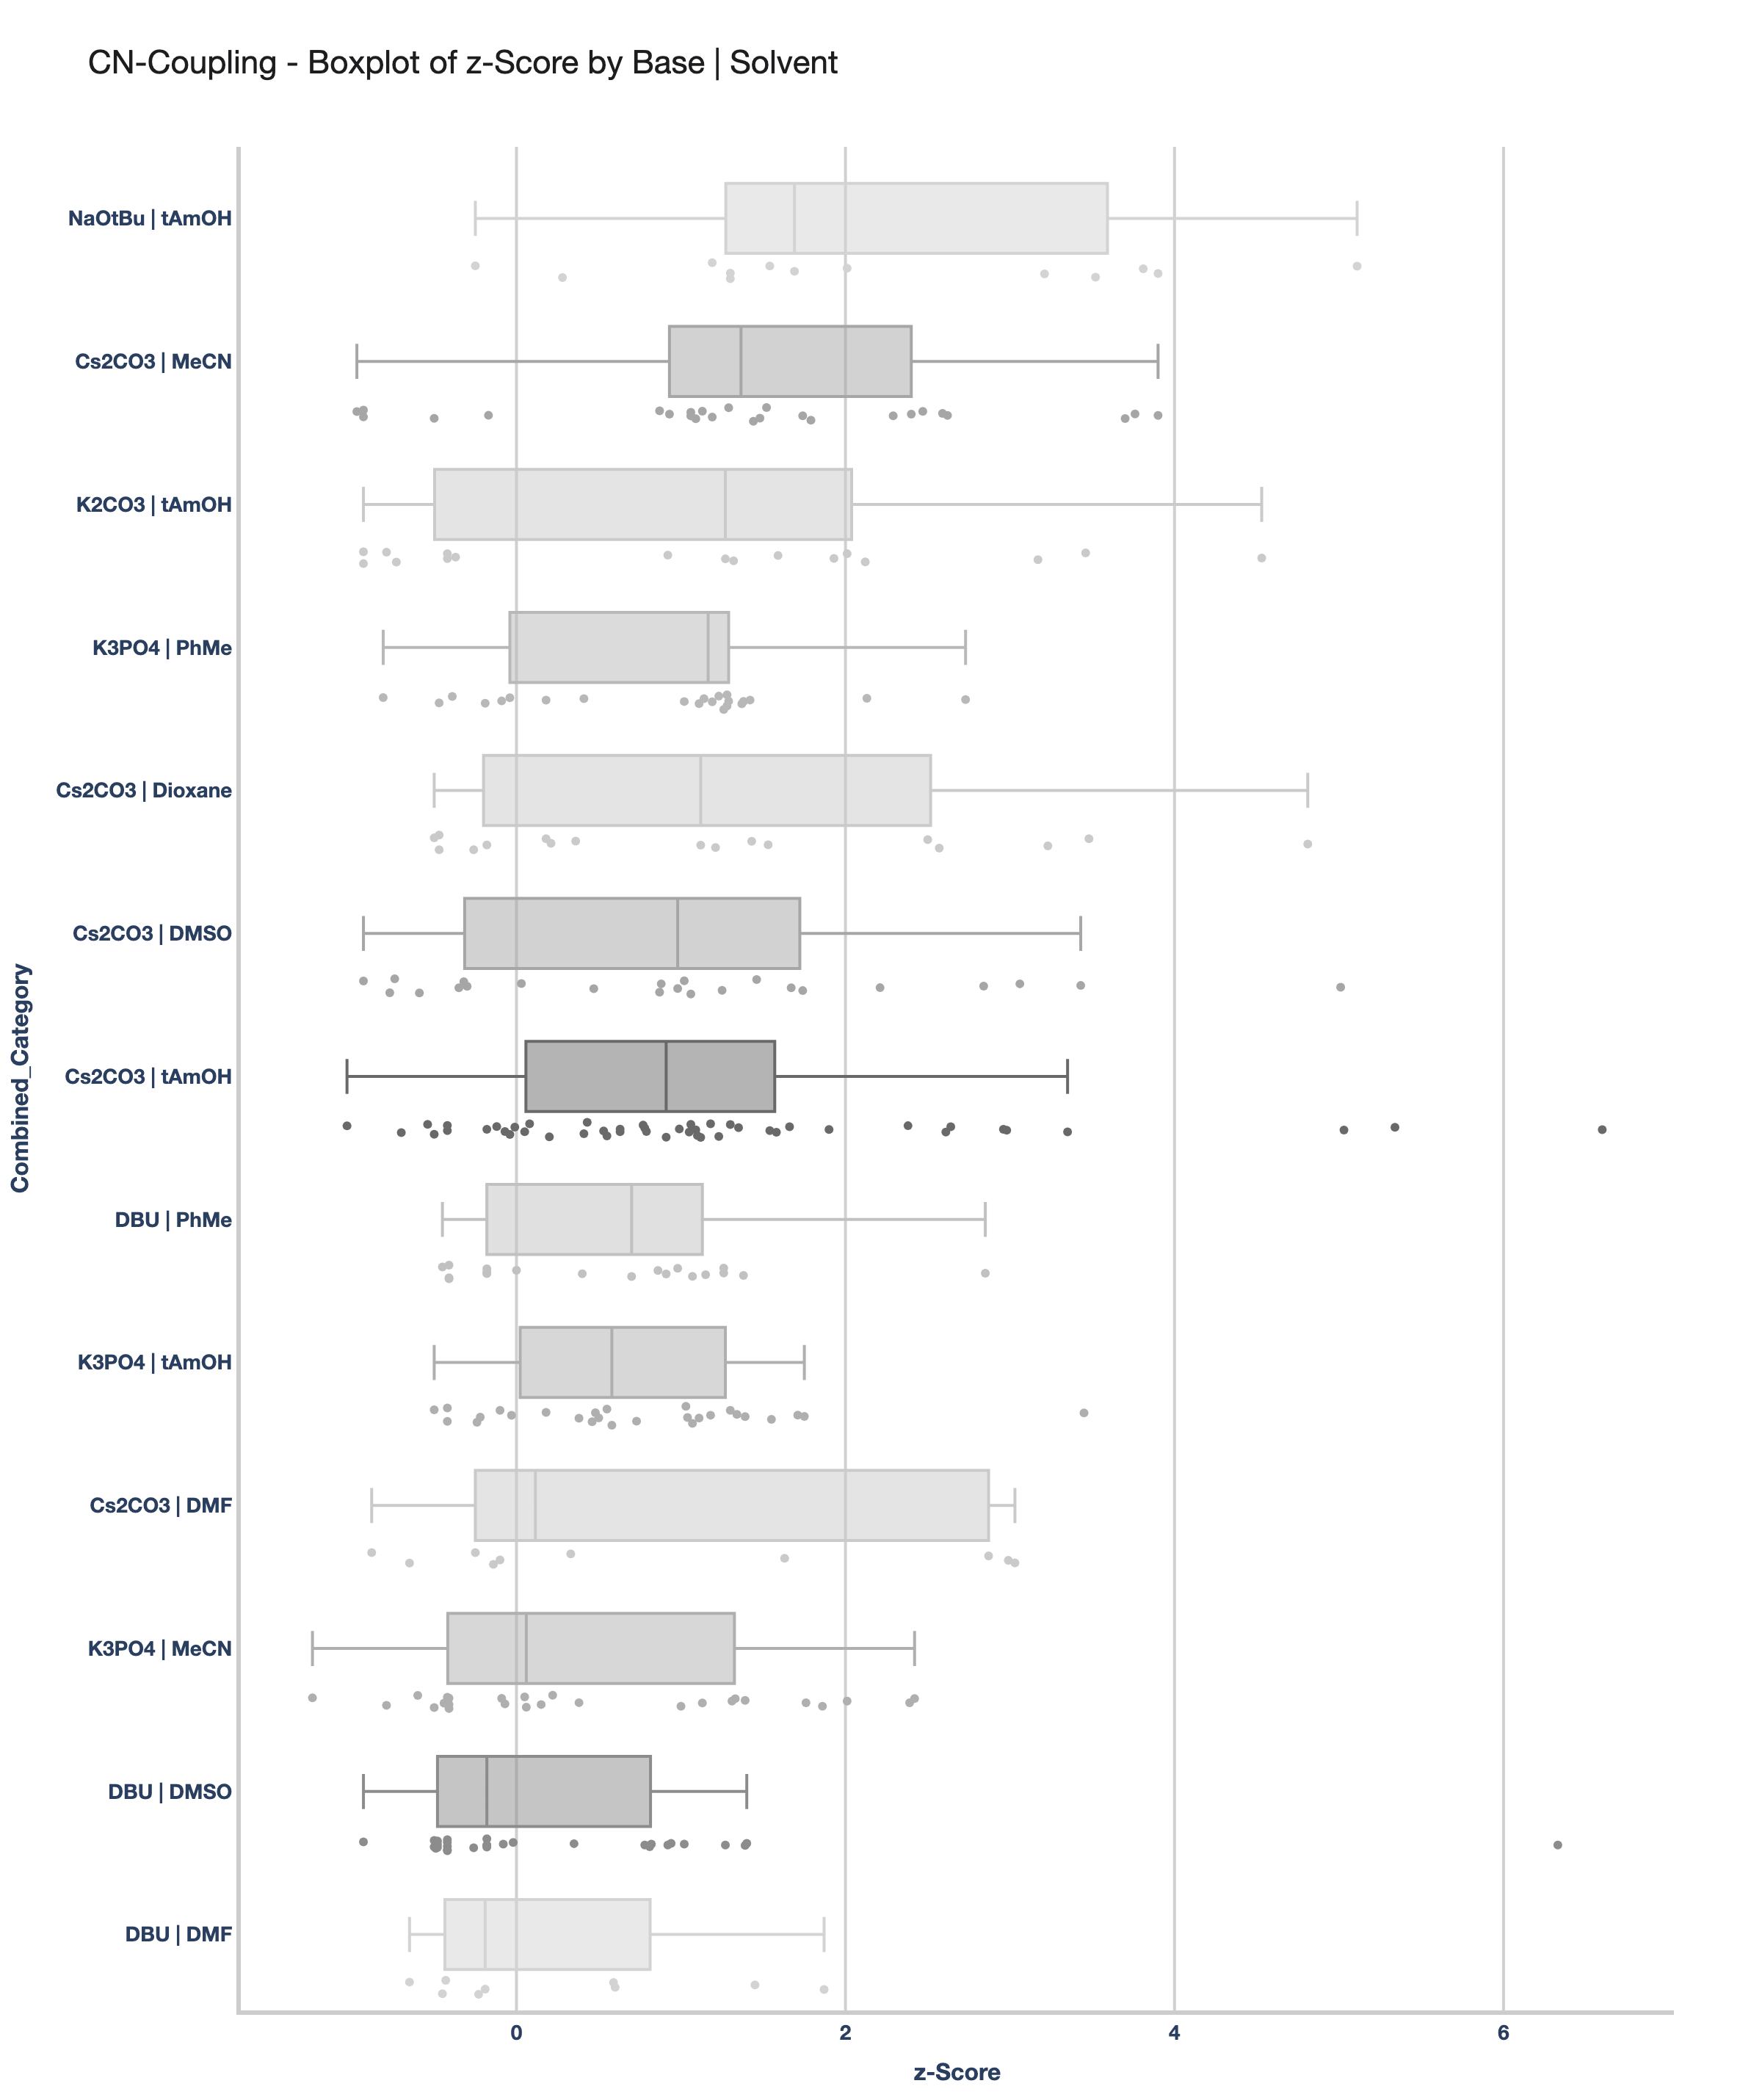 CN-Coupling - Boxplot of z-Score by Base | Solvent
NaOtBu | tAmOH
Cs2CO3 | MeCN
K2CO3 | tAmOH
K3PO4 | PhMe
Cs2CO3 | Dioxane
Cs2CO3 | DMSO
Cs2CO3 | tAmOH
DBU | PhMe
K3PO4 | tAmOH
Cs2CO3 | DMF
K3PO4 | MeCN
DBU | DMSO
DBU | DMF
Combined_Category
0 2 4 6
z-Score